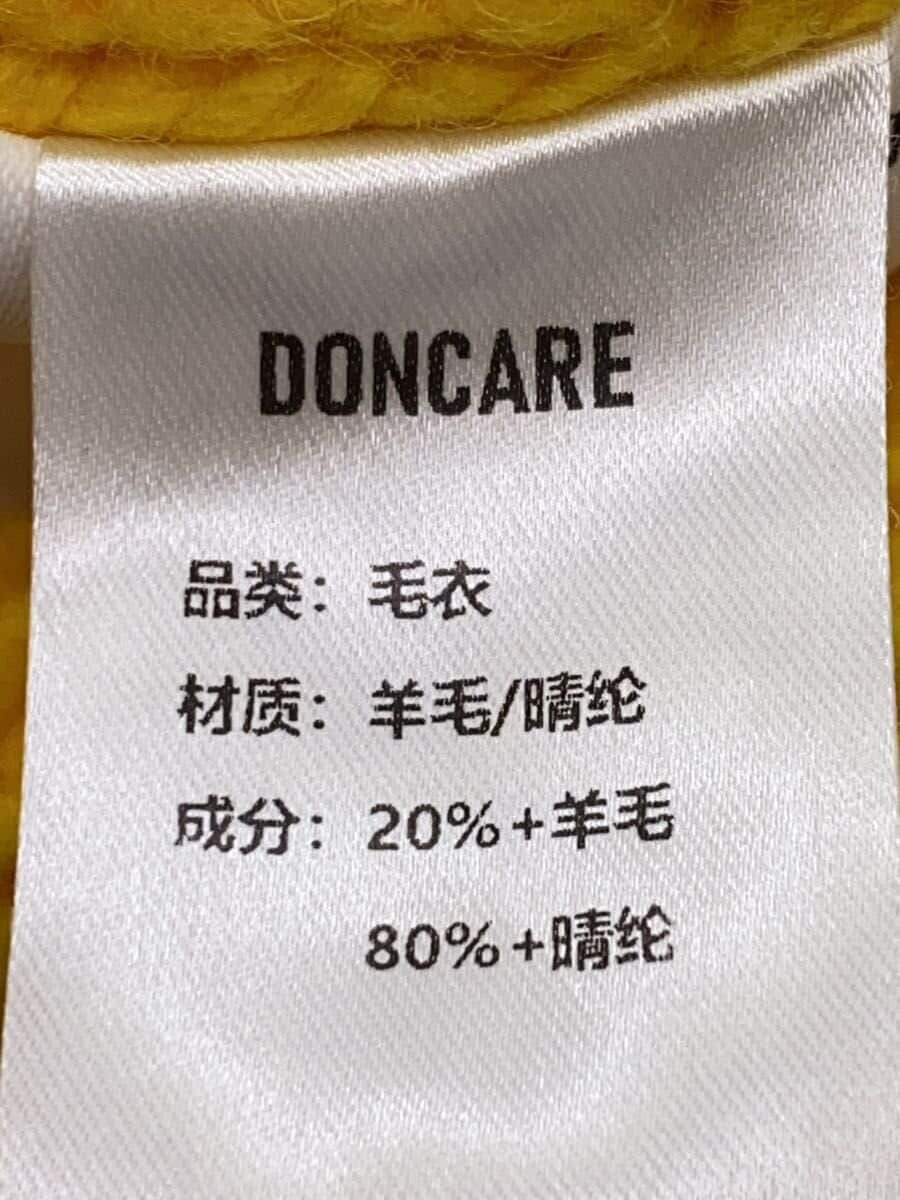 DONCARE
品类：毛衣
材质：羊毛/晴纶
成分：20%+羊毛
80%+晴纶